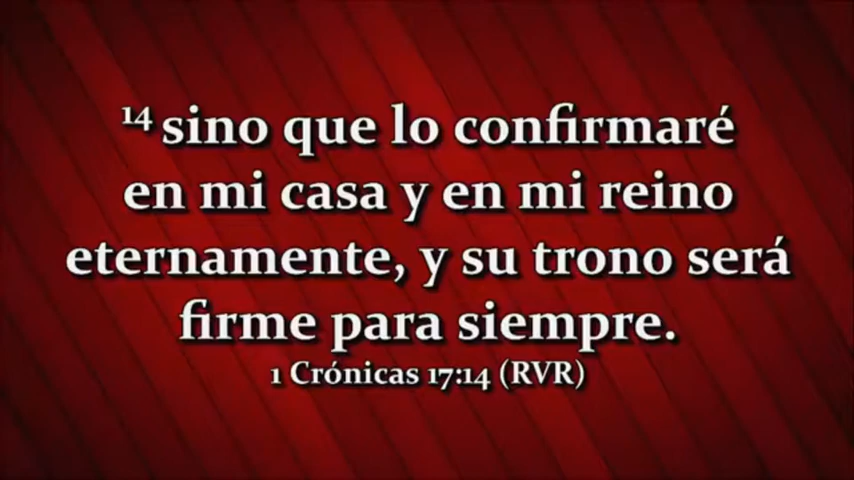 14 sino que lo confirmaré
en mi casa y en mi reino
eternamente, y su trono será
firme para siempre.
1 Crónicas 17:14 (RVR)